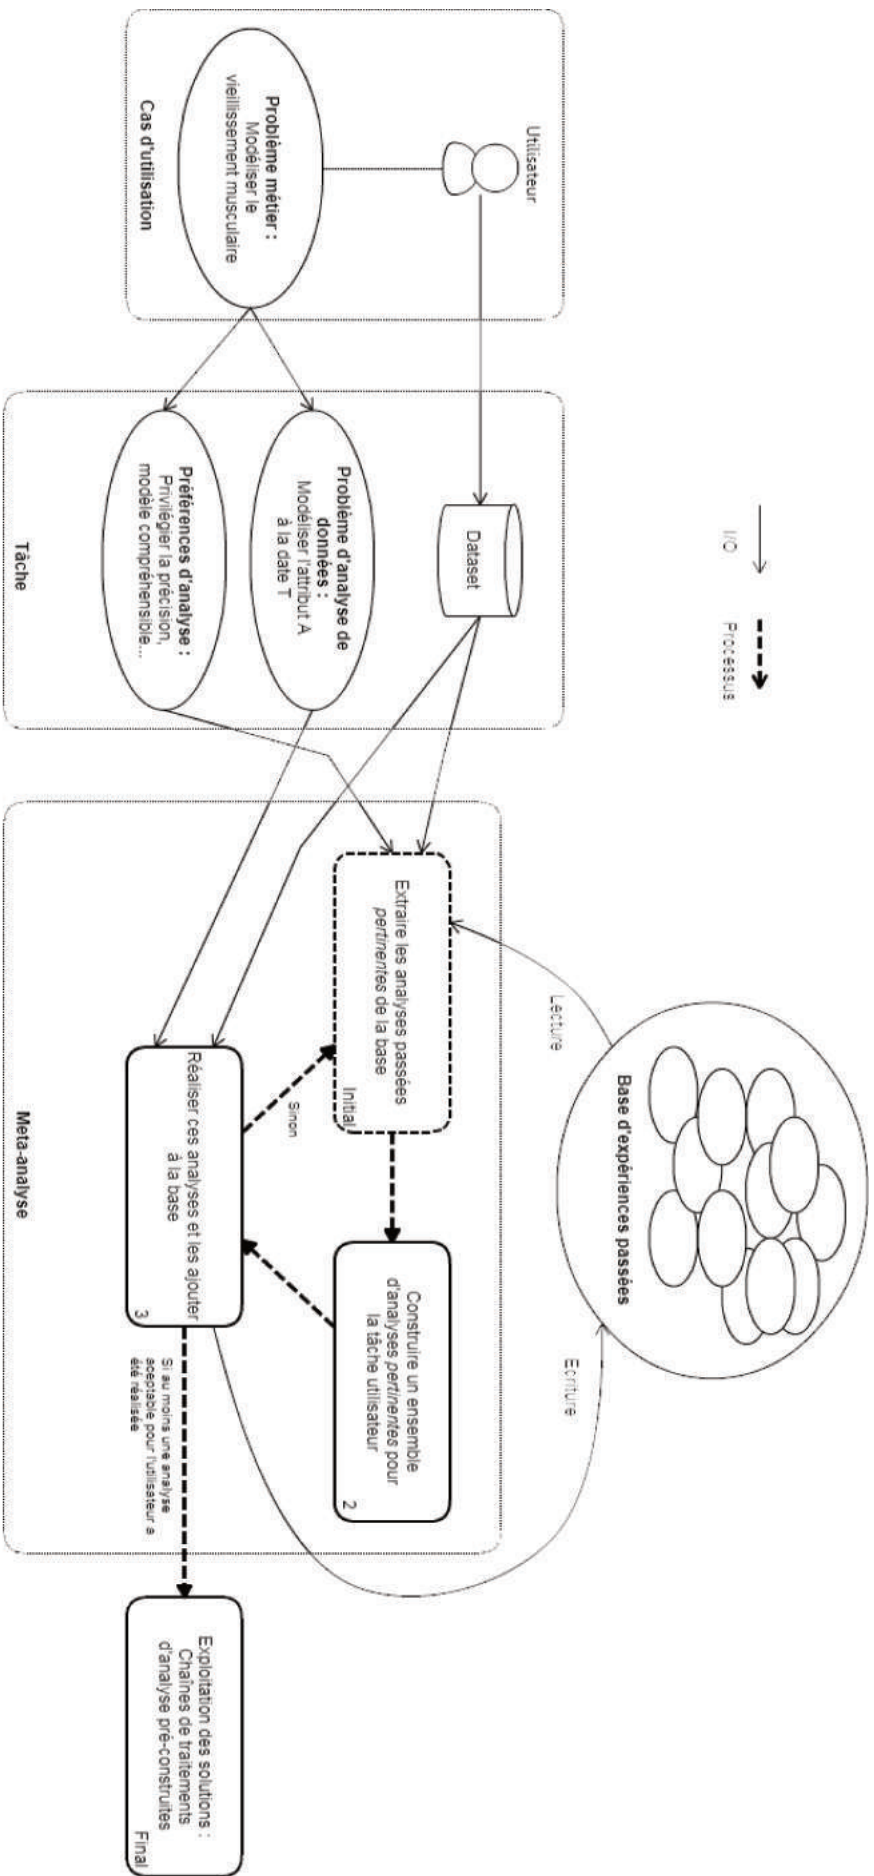 I/O
Processus
Utilisateur
Problème métier :
Modéliser le
vieillissement musculaire
Cas d'utilisation
Dataset
Problème d'analyse de
données :
Modéliser l'attribut A
à la date T
Préférences d'analyse :
Privilégier la précision,
modèle compréhensible...
Tâche
Base d'expériences passées
Lecture
Ecriture
Extraire les analyses passées
pertinentes de la base
Initial
Construire un ensemble
d'analyses pertinentes pour
la tâche utilisateur
2
Sinon
Réaliser ces analyses et les ajouter
à la base
3
Si au moins une analyse
aceptable pour l'utilisateur a
été réalisée
Meta-analyse
Exploitation des solutions :
Chaînes de traitements
d'analyse pré-construites
Final